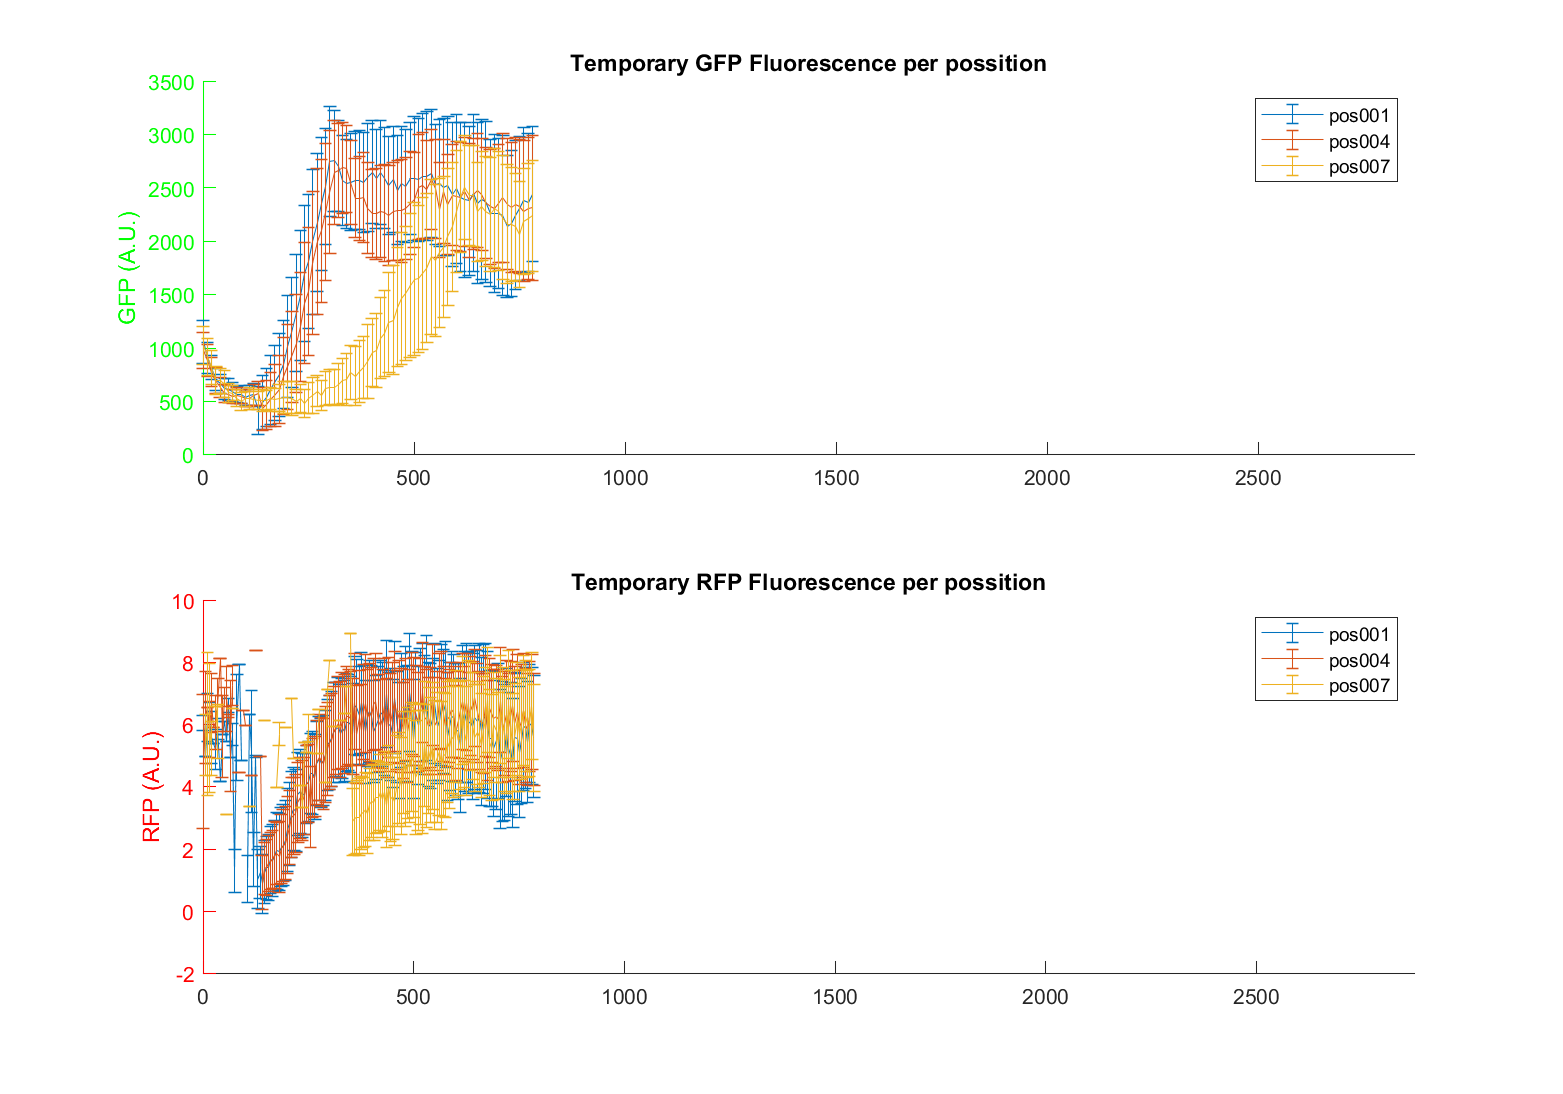 Temporary GFP Fluorescence per possition
3500
3000
2500
2000
1500
1000
500
0
GFP (A.U.)
pos001
pos004
pos007
0 500 1000 1500 2000 2500
Temporary RFP Fluorescence per possition
10
8
6
4
2
0
-2
RFP (A.U.)
pos001
pos004
pos007
0 500 1000 1500 2000 2500